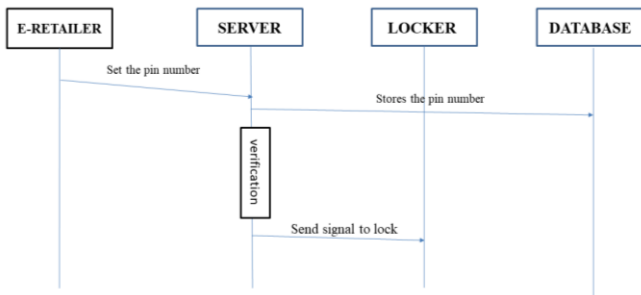 E-RETAILER
SERVER
LOCKER
DATABASE
Set the pin number
Stores the pin number
verification
Send signal to lock